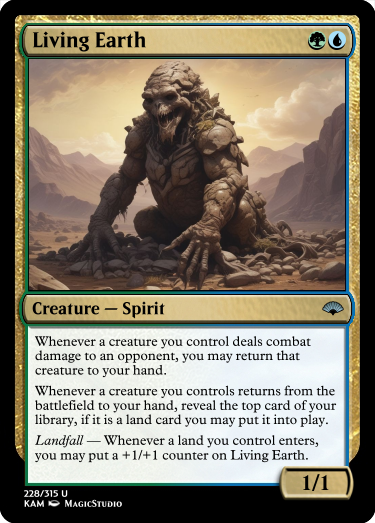 Living Earth
Creature — Spirit
Whenever a creature you control deals combat
damage to an opponent, you may return that
creature to your hand.
Whenever a creature you controls returns from the
battlefield to your hand, reveal the top card of your
library, if it is a land card you may put it into play.
Landfall — Whenever a land you control enters,
you may put a +1/+1 counter on Living Earth.
1/1
228/315 U
KAM MagicStudio